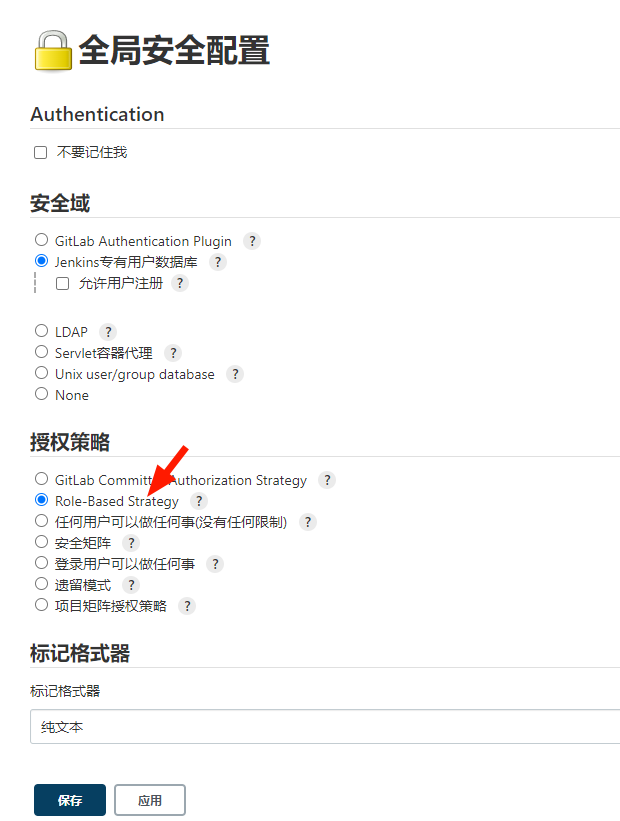 全局安全配置
Authentication
不要记住我
安全域
GitLab Authentication Plugin ?
Jenkins专有用户数据库 ?
允许用户注册 ?
LDAP ?
Servlet容器代理 ?
Unix user/group database ?
None
授权策略
GitLab Committ Authorization Strategy ?
Role-Based Strategy ?
任何用户可以做任何事(没有任何限制) ?
安全矩阵 ?
登录用户可以做任何事 ?
遗留模式 ?
项目矩阵授权策略 ?
标记格式器
标记格式器
纯文本
保存 应用